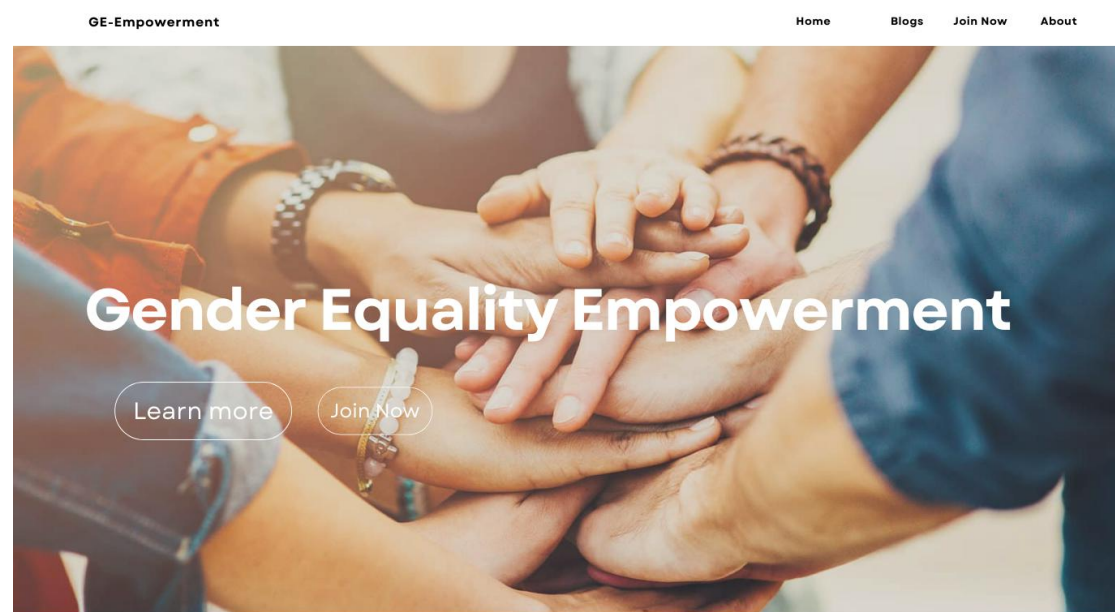 GE-Empowerment
Home Blogs Join Now About
Gender Equality Empowerment
Learn more
Join Now